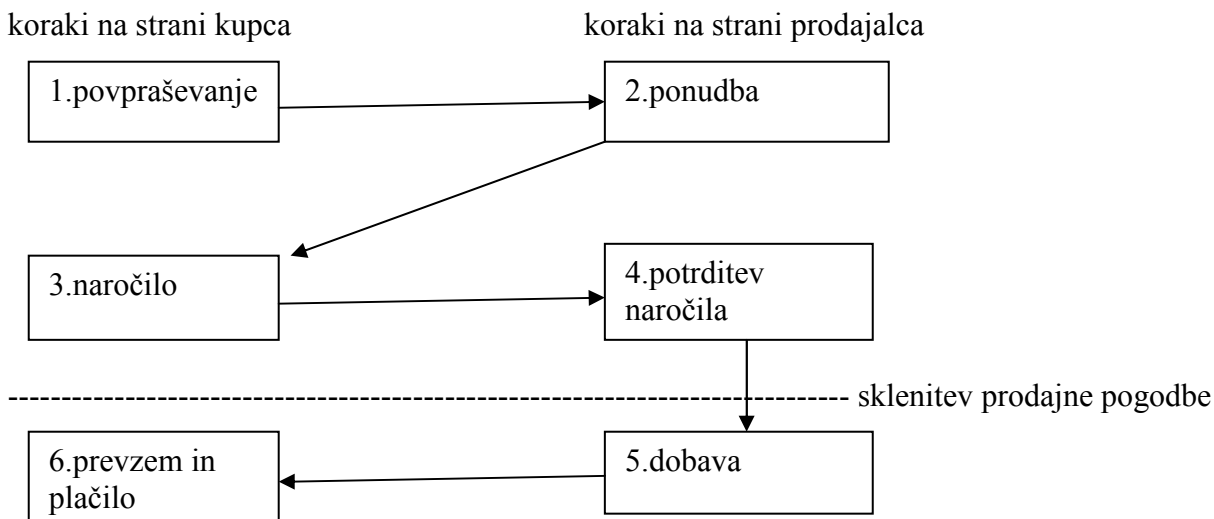 koraki na strani kupca
koraki na strani prodajalca
1.povpraševanje
2.ponudba
3.naročilo
4.potrditev
naročila
sklenitev prodajne pogodbe
6.prevzem in
plačilo
5.dobava